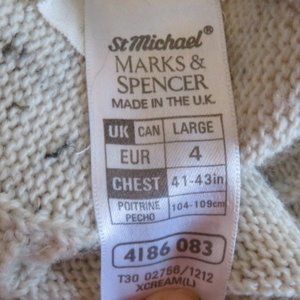 St Michael®
MARKS &
SPENCER
MADE IN THE U.K.
UK CAN LARGE
EUR 4
CHEST 41-43in
POITRINE
PECHO 104-109cm
4186 083
T30 02766/1212
XCREAM(L)